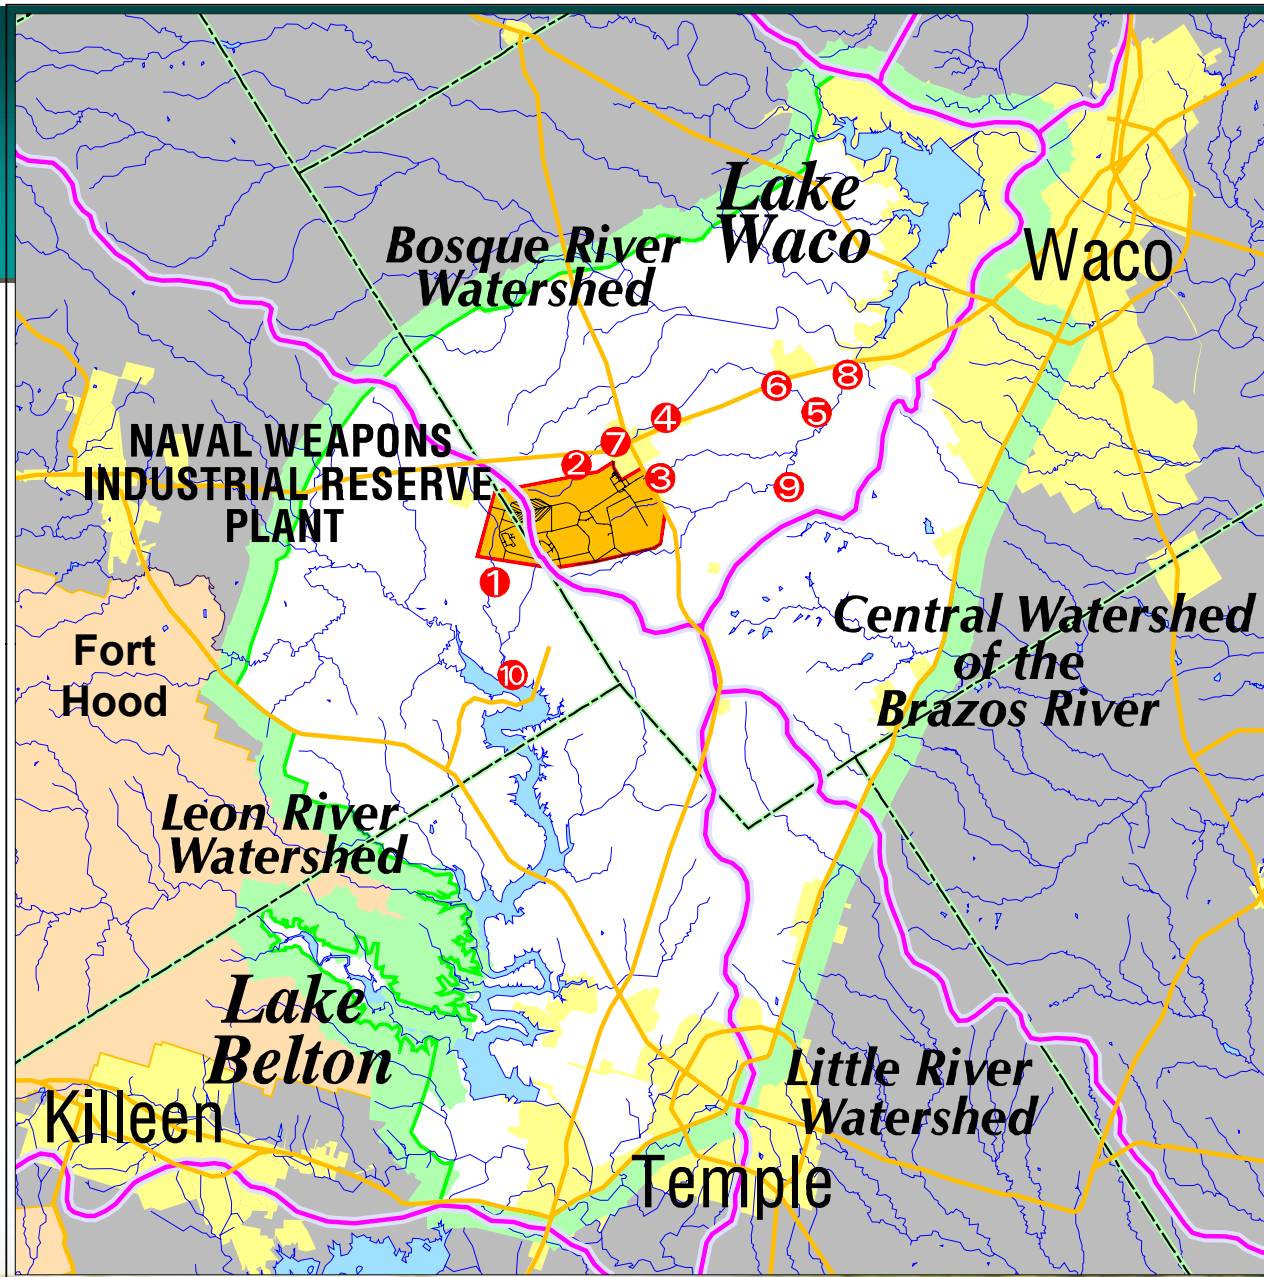 Lake
Waco
Waco
Bosque River
Watershed
8
6
5
4
7
2
3
9
NAVAL WEAPONS
INDUSTRIAL RESERVE
PLANT
1
Central Watershed
of the
Brazos River
Fort
Hood
10
Leon River
Watershed
Lake
Belton
Little River
Watershed
Killeen
Temple